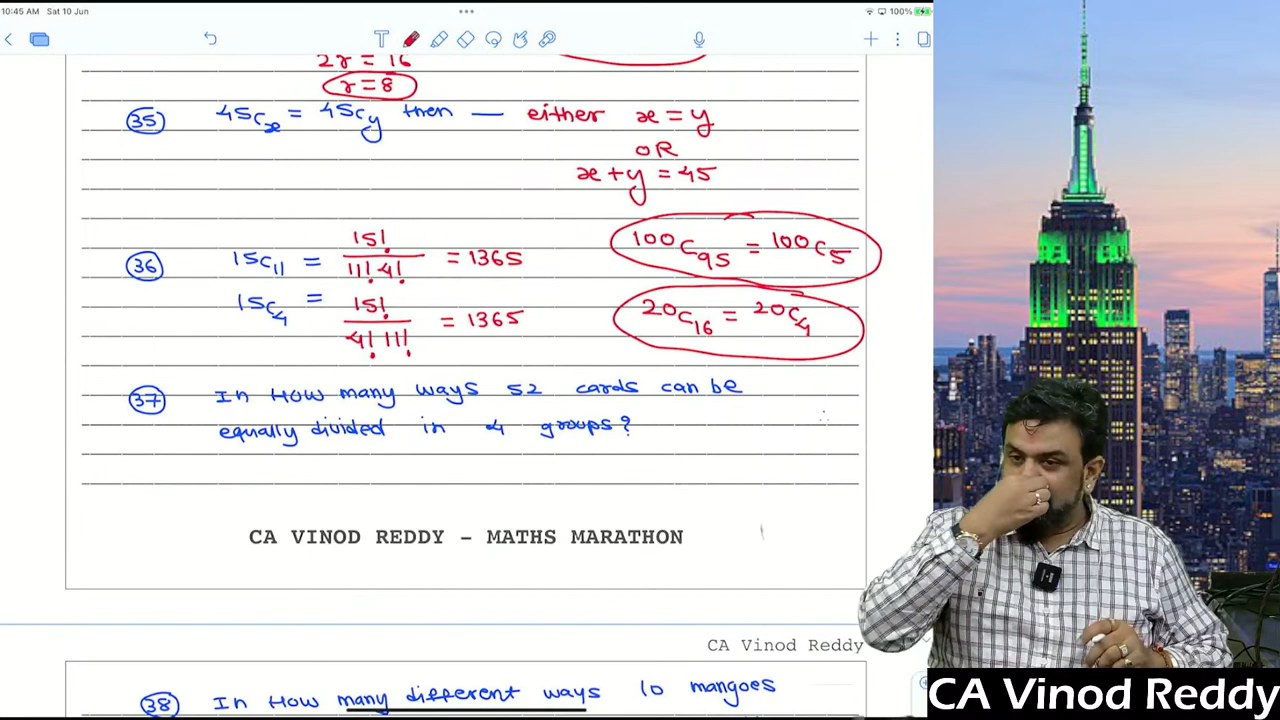 10:45 AM Sat 10 Jun
100%
T
2r = 16
r = 8
35 45Cx = 45Cy then — either x = y
OR
x + y = 45
36 15C11 = 15! / 11! 4! = 1365
15C4 = 15! / 4! 11! = 1365
100C95 = 100C5
20C16 = 20C4
37 In How many ways 52 cards can be
equally divided in 4 groups?
CA VINOD REDDY - MATHS MARATHON
CA Vinod Reddy
38 In How many different ways 10 mangoes
CA Vinod Reddy